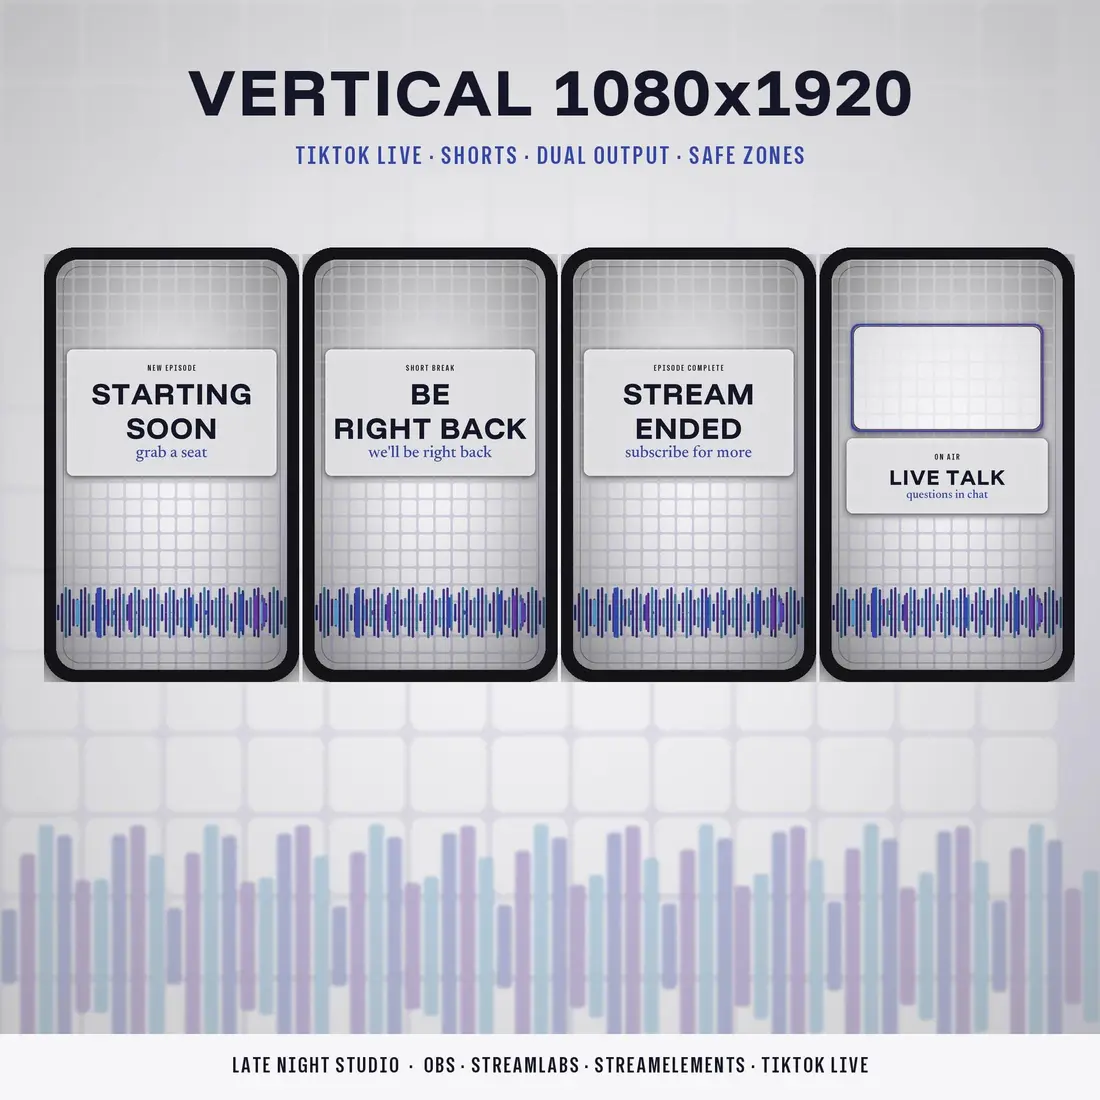 VERTICAL 1080x1920
TIKTOK LIVE · SHORTS · DUAL OUTPUT · SAFE ZONES
NEW EPISODE
STARTING
SOON
grab a seat
SHORT BREAK
BE
RIGHT BACK
we'll be right back
EPISODE COMPLETE
STREAM
ENDED
subscribe for more
ON AIR
LIVE TALK
questions in chat
LATE NIGHT STUDIO · OBS · STREAMLABS · STREAMELEMENTS · TIKTOK LIVE